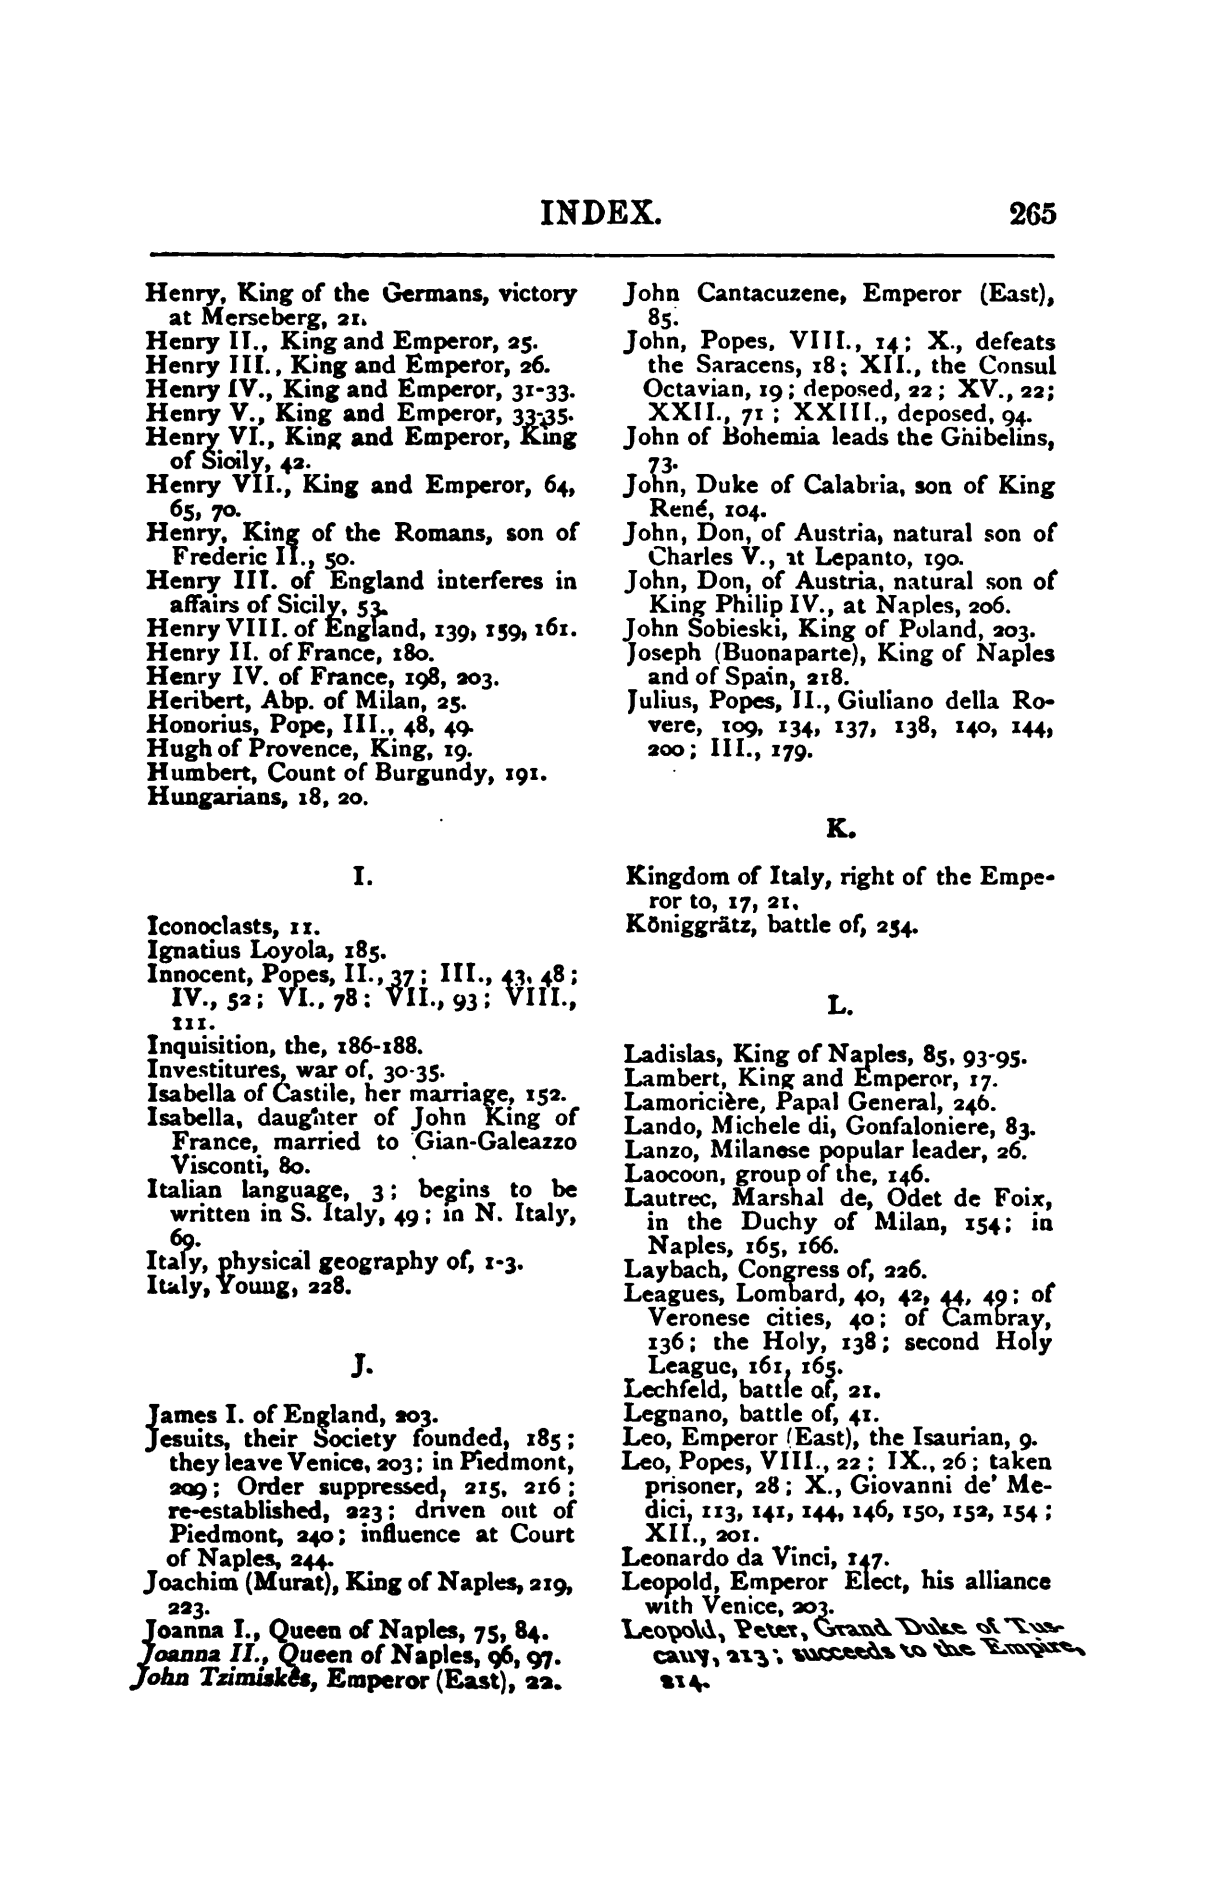 INDEX. 265
Henry, King of the Germans, victory
at Merseberg, 21.
Henry II., King and Emperor, 25.
Henry III., King and Emperor, 26.
Henry IV., King and Emperor, 31-33.
Henry V., King and Emperor, 33-35.
Henry VI., King and Emperor, King
of Sicily, 42.
Henry VII., King and Emperor, 64,
65, 70.
Henry, King of the Romans, son of
Frederic II., 50.
Henry III. of England interferes in
affairs of Sicily, 53.
Henry VIII. of England, 139, 159, 161.
Henry II. of France, 180.
Henry IV. of France, 198, 203.
Heribert, Abp. of Milan, 25.
Honorius, Pope, III., 48, 49.
Hugh of Provence, King, 19.
Humbert, Count of Burgundy, 191.
Hungarians, 18, 20.
I.
Iconoclasts, 11.
Ignatius Loyola, 185.
Innocent, Popes, II., 37; III., 43, 48;
IV., 52; VI., 78; VII., 93; VIII.,
111.
Inquisition, the, 186-188.
Investitures, war of, 30-35.
Isabella of Castile, her marriage, 152.
Isabella, daughter of John King of
France, married to Gian-Galeazzo
Visconti, 80.
Italian language, 3; begins to be
written in S. Italy, 49; in N. Italy,
69.
Italy, physical geography of, 1-3.
Italy, Young, 228.
J.
James I. of England, 203.
Jesuits, their Society founded, 185;
they leave Venice, 203; in Piedmont,
209; Order suppressed, 215, 216;
re-established, 223; driven out of
Piedmont, 240; influence at Court
of Naples, 244.
Joachim (Murat), King of Naples, 219,
223.
Joanna I., Queen of Naples, 75, 84.
Joanna II., Queen of Naples, 96, 97.
John Tzimiskès, Emperor (East), 22.
John Cantacuzene, Emperor (East),
85.
John, Popes, VIII., 14; X., defeats
the Saracens, 18; XII., the Consul
Octavian, 19; deposed, 22; XV., 22;
XXII., 71; XXIII., deposed, 94.
John of Bohemia leads the Ghibelins,
73.
John, Duke of Calabria, son of King
René, 104.
John, Don, of Austria, natural son of
Charles V., at Lepanto, 190.
John, Don, of Austria, natural son of
King Philip IV., at Naples, 206.
John Sobieski, King of Poland, 203.
Joseph (Buonaparte), King of Naples
and of Spain, 218.
Julius, Popes, II., Giuliano della Ro-
vere, 109, 134, 137, 138, 140, 144,
200; III., 179.
K.
Kingdom of Italy, right of the Empe-
ror to, 17, 21.
Königgrätz, battle of, 254.
L.
Ladislas, King of Naples, 85, 93-95.
Lambert, King and Emperor, 17.
Lamoricière, Papal General, 246.
Lando, Michele di, Gonfaloniere, 83.
Lanzo, Milanese popular leader, 26.
Laocoon, group of the, 146.
Lautrec, Marshal de, Odet de Foix,
in the Duchy of Milan, 154; in
Naples, 165, 166.
Laybach, Congress of, 226.
Leagues, Lombard, 40, 42, 44, 49; of
Veronese cities, 40; of Cambray,
136; the Holy, 138; second Holy
League, 161, 165.
Lechfeld, battle of, 21.
Legnano, battle of, 41.
Leo, Emperor (East), the Isaurian, 9.
Leo, Popes, VIII., 22; IX., 26; taken
prisoner, 28; X., Giovanni de' Me-
dici, 113, 141, 144, 146, 150, 152, 154;
XII., 201.
Leonardo da Vinci, 147.
Leopold, Emperor Elect, his alliance
with Venice, 203.
Leopold, Peter, Grand Duke of Tus-
cany, 213; succeeds to the Empire,
214.